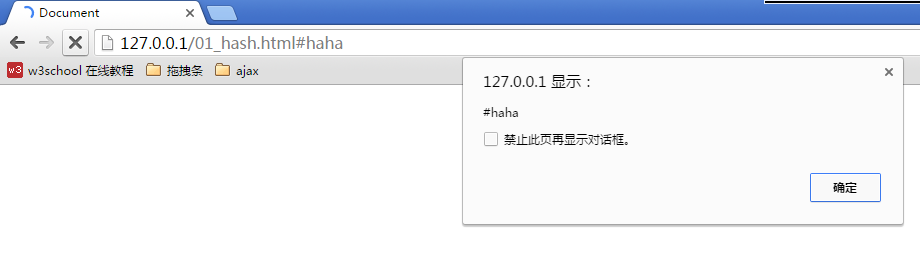 Document
127.0.0.1/01_hash.html#haha
w3 w3school 在线教程 拖拽条 ajax
127.0.0.1 显示：
#haha
禁止此页再显示对话框。
确定